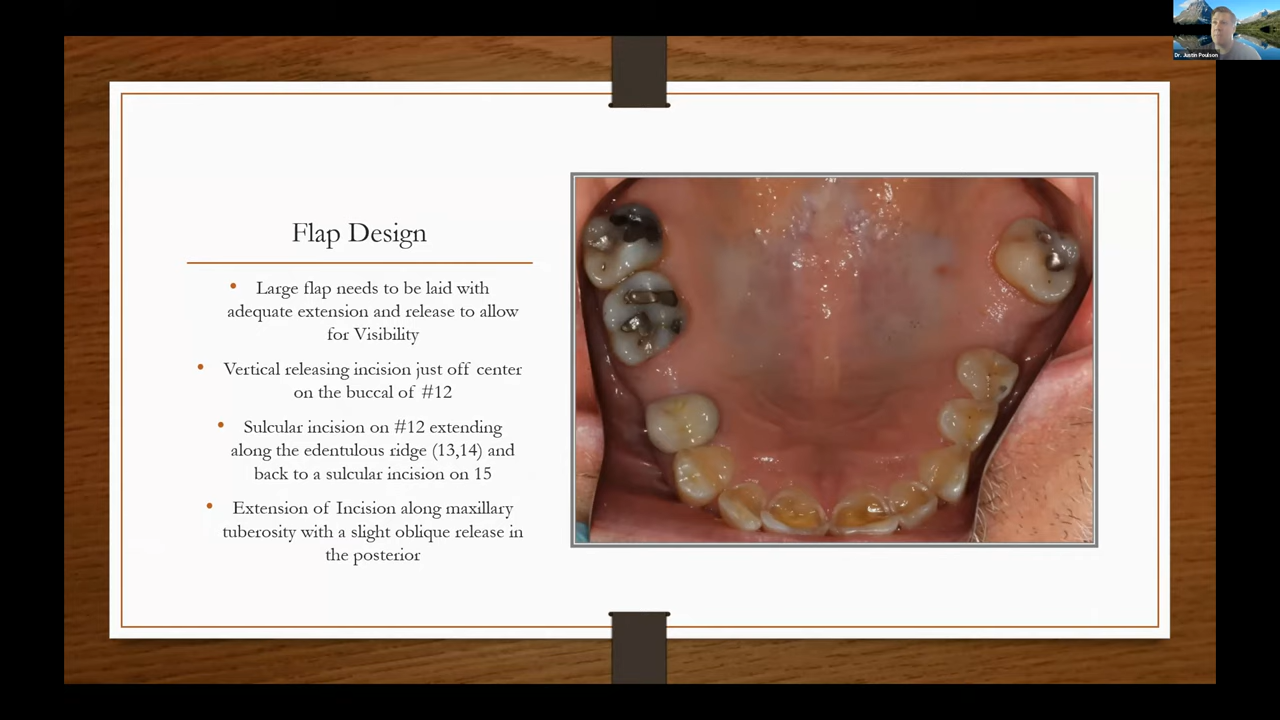 Dr. Justin Poulson
Flap Design
• Large flap needs to be laid with
adequate extension and release to allow
for Visibility
• Vertical releasing incision just off center
on the buccal of #12
• Sulcular incision on #12 extending
along the edentulous ridge (13,14) and
back to a sulcular incision on 15
• Extension of Incision along maxillary
tuberosity with a slight oblique release in
the posterior